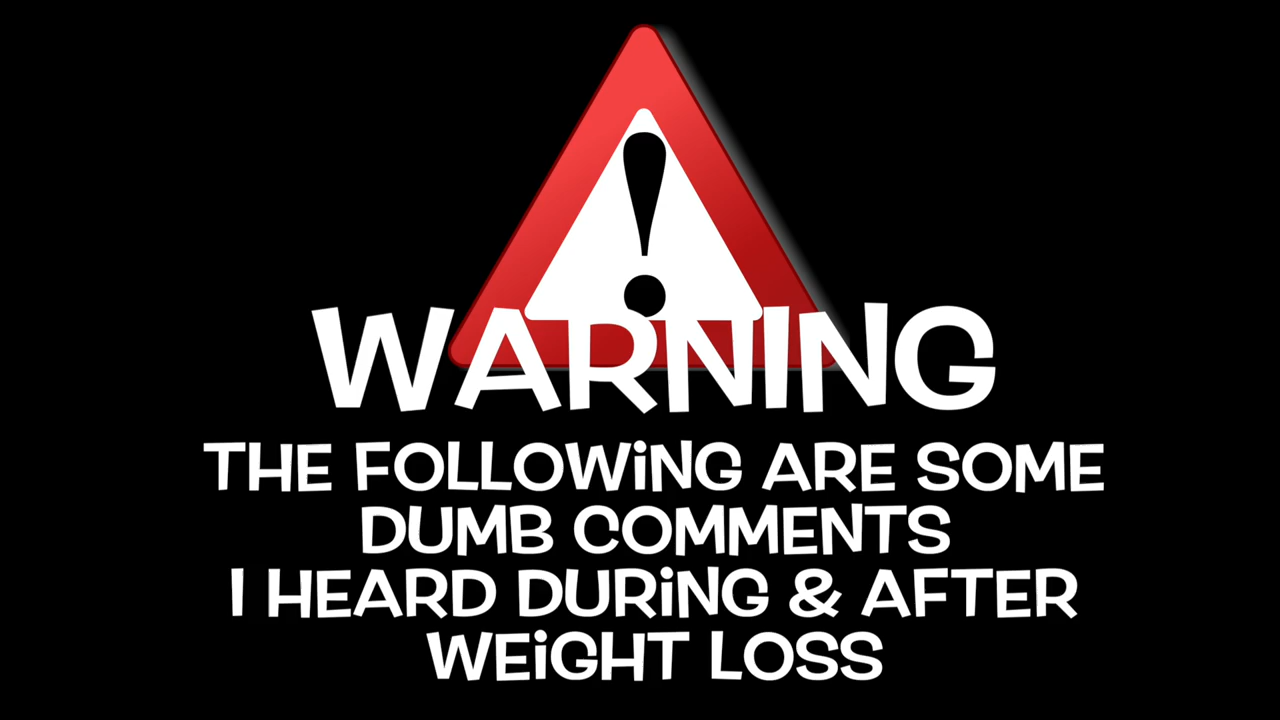 WARNING
THE FOLLOWING ARE SOME
DUMB COMMENTS
I HEARD DURING & AFTER
WEIGHT LOSS